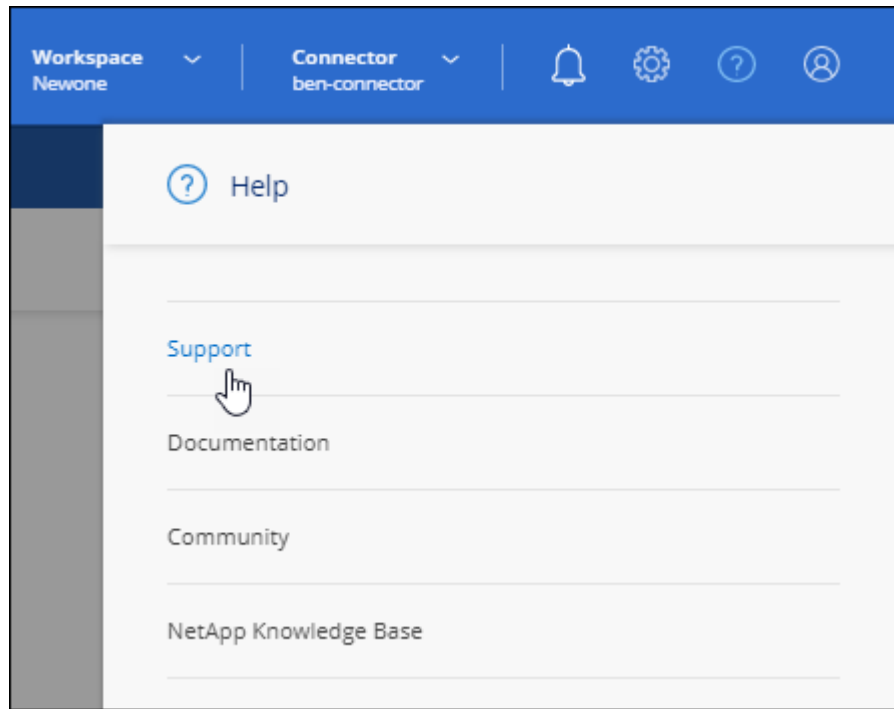 Workspace
Newone
Connector
ben-connector
Help
Support
Documentation
Community
NetApp Knowledge Base